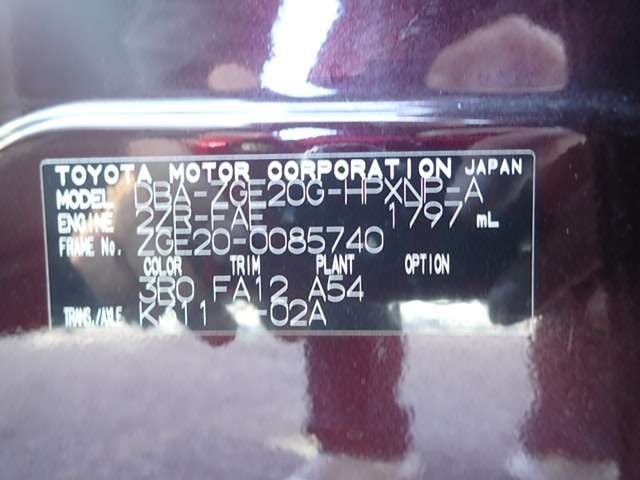 TOYOTA MOTOR CORPORATION JAPAN
MODEL DBA-ZGE20G-HPXNP-A
ENGINE 2ZR-FAE 1797 mL
FRAME No. ZGE20-0085740
COLOR TRIM PLANT OPTION
3R0 FA12 A54
TRANS./AXLE -02A